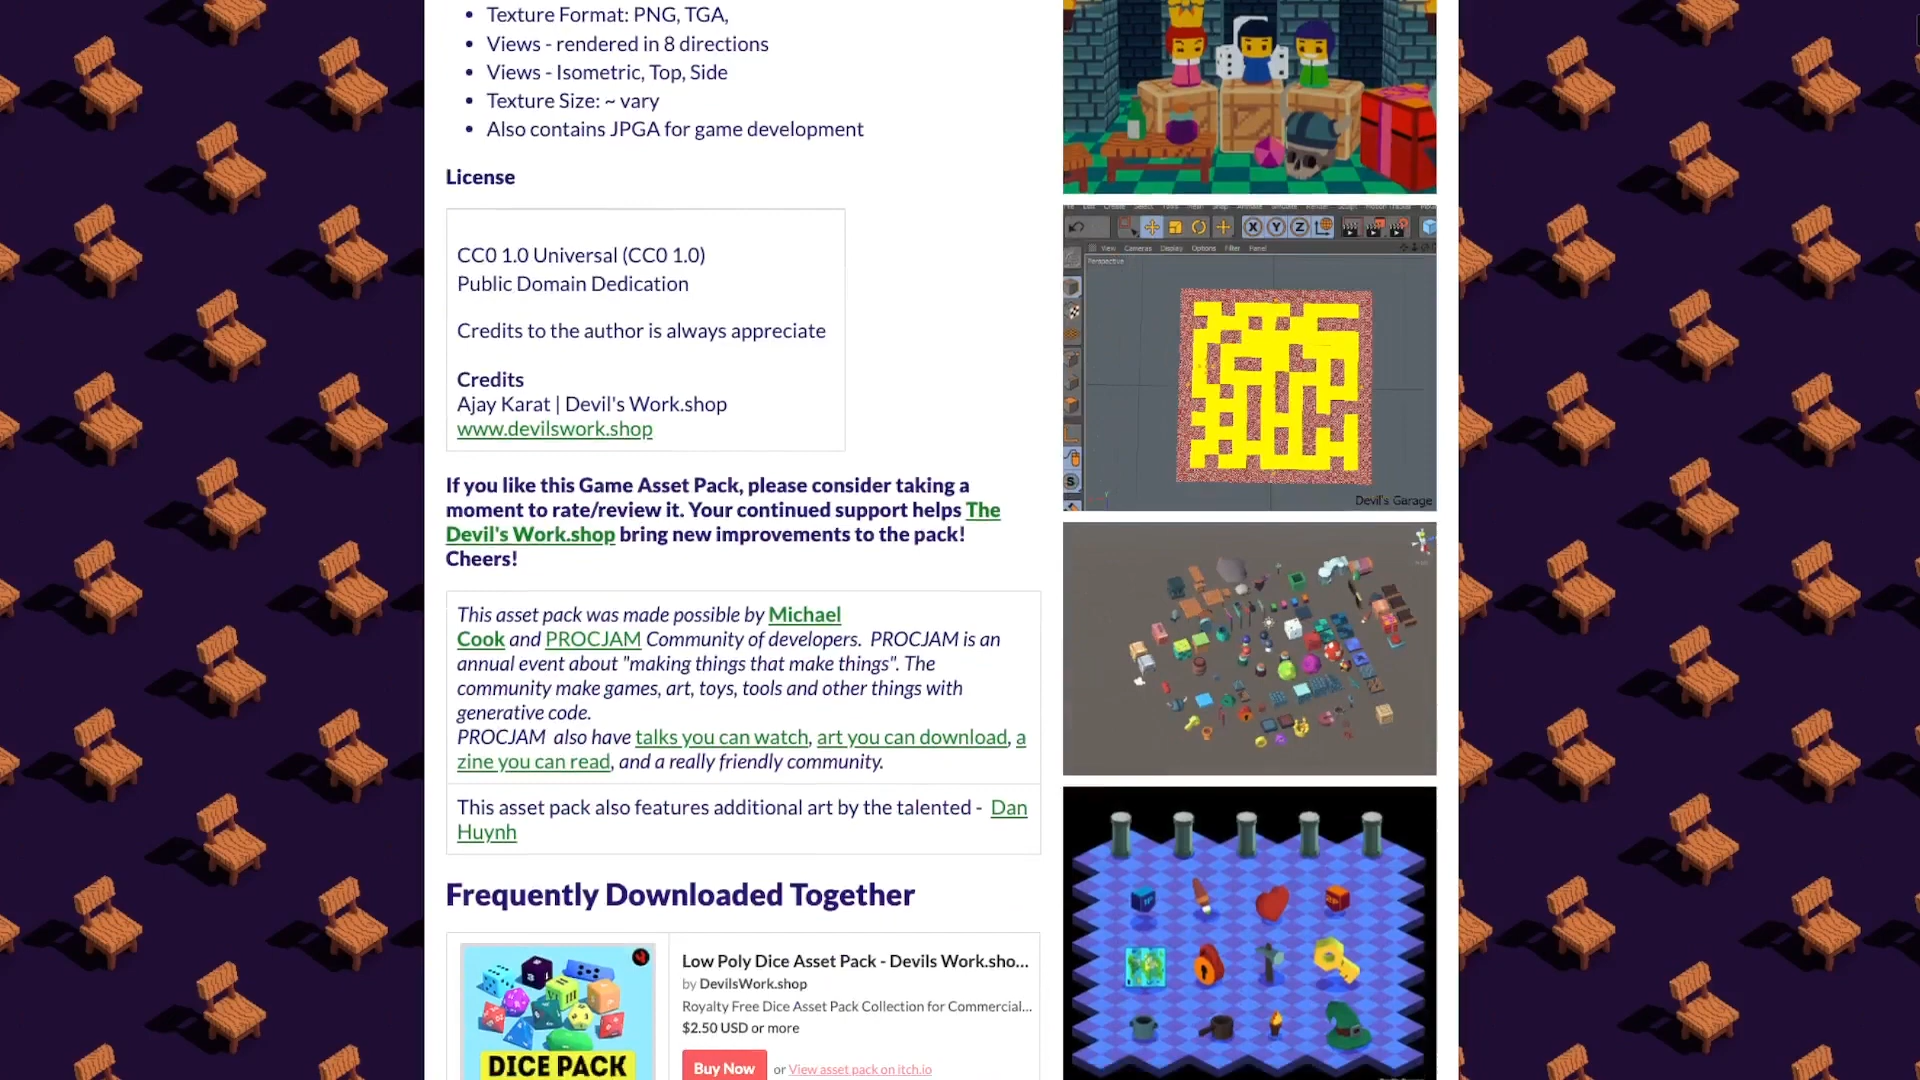 Texture Format: PNG, TGA,
Views - rendered in 8 directions
Views - Isometric, Top, Side
Texture Size: ~ vary
Also contains JPGA for game development
License
CC0 1.0 Universal (CC0 1.0)
Public Domain Dedication
Credits to the author is always appreciate
Credits
Ajay Karat | Devil's Work.shop
www.devilswork.shop
If you like this Game Asset Pack, please consider taking a
moment to rate/review it. Your continued support helps The
Devil's Work.shop bring new improvements to the pack!
Cheers!
This asset pack was made possible by Michael
Cook and PROCJAM Community of developers. PROCJAM is an
annual event about "making things that make things". The
community make games, art, toys, tools and other things with
generative code.
PROCJAM also have talks you can watch, art you can download, a
zine you can read, and a really friendly community.
This asset pack also features additional art by the talented - Dan
Huynh
Frequently Downloaded Together
DICE PACK
Low Poly Dice Asset Pack - Devils Work.sho...
by DevilsWork.shop
Royalty Free Dice Asset Pack Collection for Commercial...
$2.50 USD or more
Buy Now or View asset pack on itch.io
X Y Z
View Cameras Display Options Filter Panel
Perspective
S
Devil's Garage